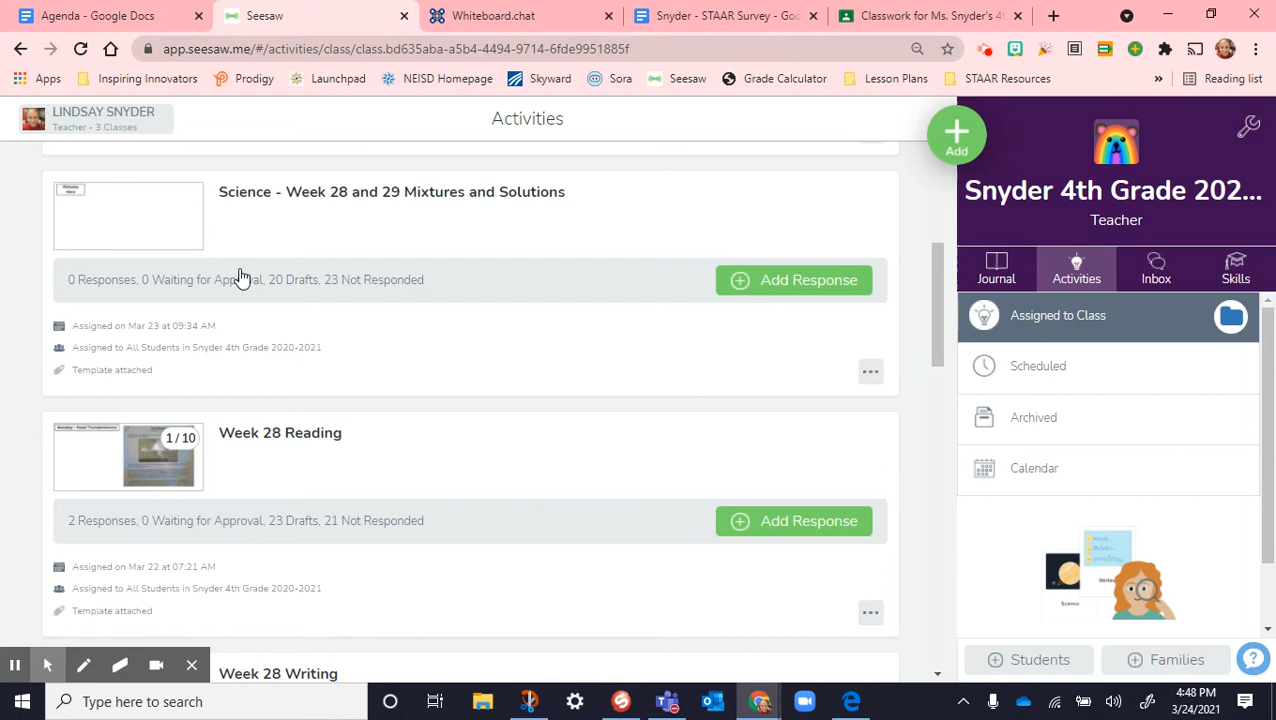 Agenda - Google Docs
Seesaw
Whiteboard.chat
Snyder - STAAR Survey - Goo
Classwork for Ms. Snyder's 4
app.seesaw.me/#/activities/class/class.bd635aba-a5b4-4494-9714-6fde9951885f
Apps
Inspiring Innovators
Prodigy
Launchpad
NEISD Homepage
Skyward
Sora
Seesaw
Grade Calculator
Lesson Plans
STAAR Resources
»
Reading list
LINDSAY SNYDER
Teacher - 3 Classes
Activities
Add
Science - Week 28 and 29 Mixtures and Solutions
0 Responses, 0 Waiting for Approval, 20 Drafts, 23 Not Responded
Add Response
Assigned on Mar 23 at 09:34 AM
Assigned to All Students in Snyder 4th Grade 2020-2021
Template attached
1 / 10
Week 28 Reading
2 Responses, 0 Waiting for Approval, 23 Drafts, 21 Not Responded
Add Response
Assigned on Mar 22 at 07:21 AM
Assigned to All Students in Snyder 4th Grade 2020-2021
Template attached
Week 28 Writing
Snyder 4th Grade 202...
Teacher
Journal
Activities
Inbox
Skills
Assigned to Class
Scheduled
Archived
Calendar
Science
Students
Families
?
Type here to search
4:48 PM
3/24/2021